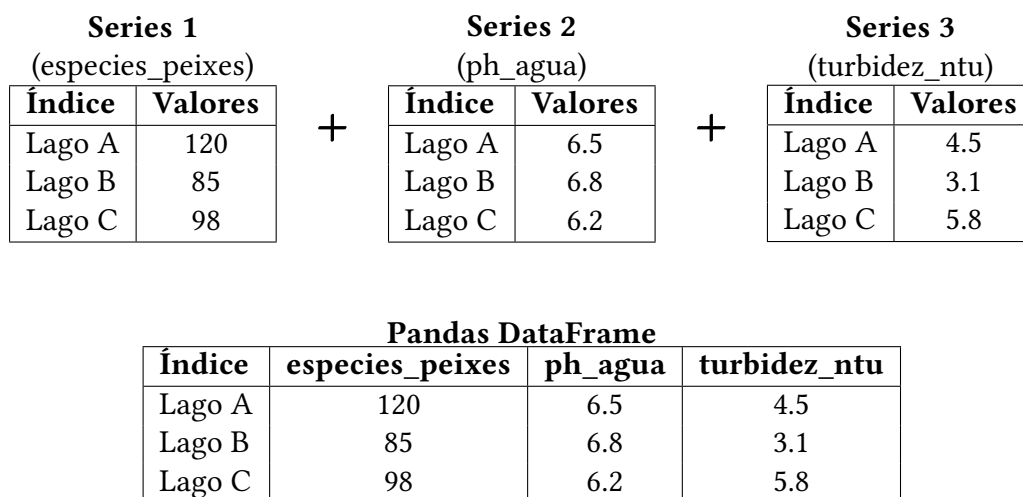 Series 1 Series 2 Series 3
(especies_peixes) (ph_agua) (turbidez_ntu)
Índice Valores + Índice Valores + Índice Valores
Lago A 120 Lago A 6.5 Lago A 4.5
Lago B 85 Lago B 6.8 Lago B 3.1
Lago C 98 Lago C 6.2 Lago C 5.8
Pandas DataFrame
Índice especies_peixes ph_agua turbidez_ntu
Lago A 120 6.5 4.5
Lago B 85 6.8 3.1
Lago C 98 6.2 5.8